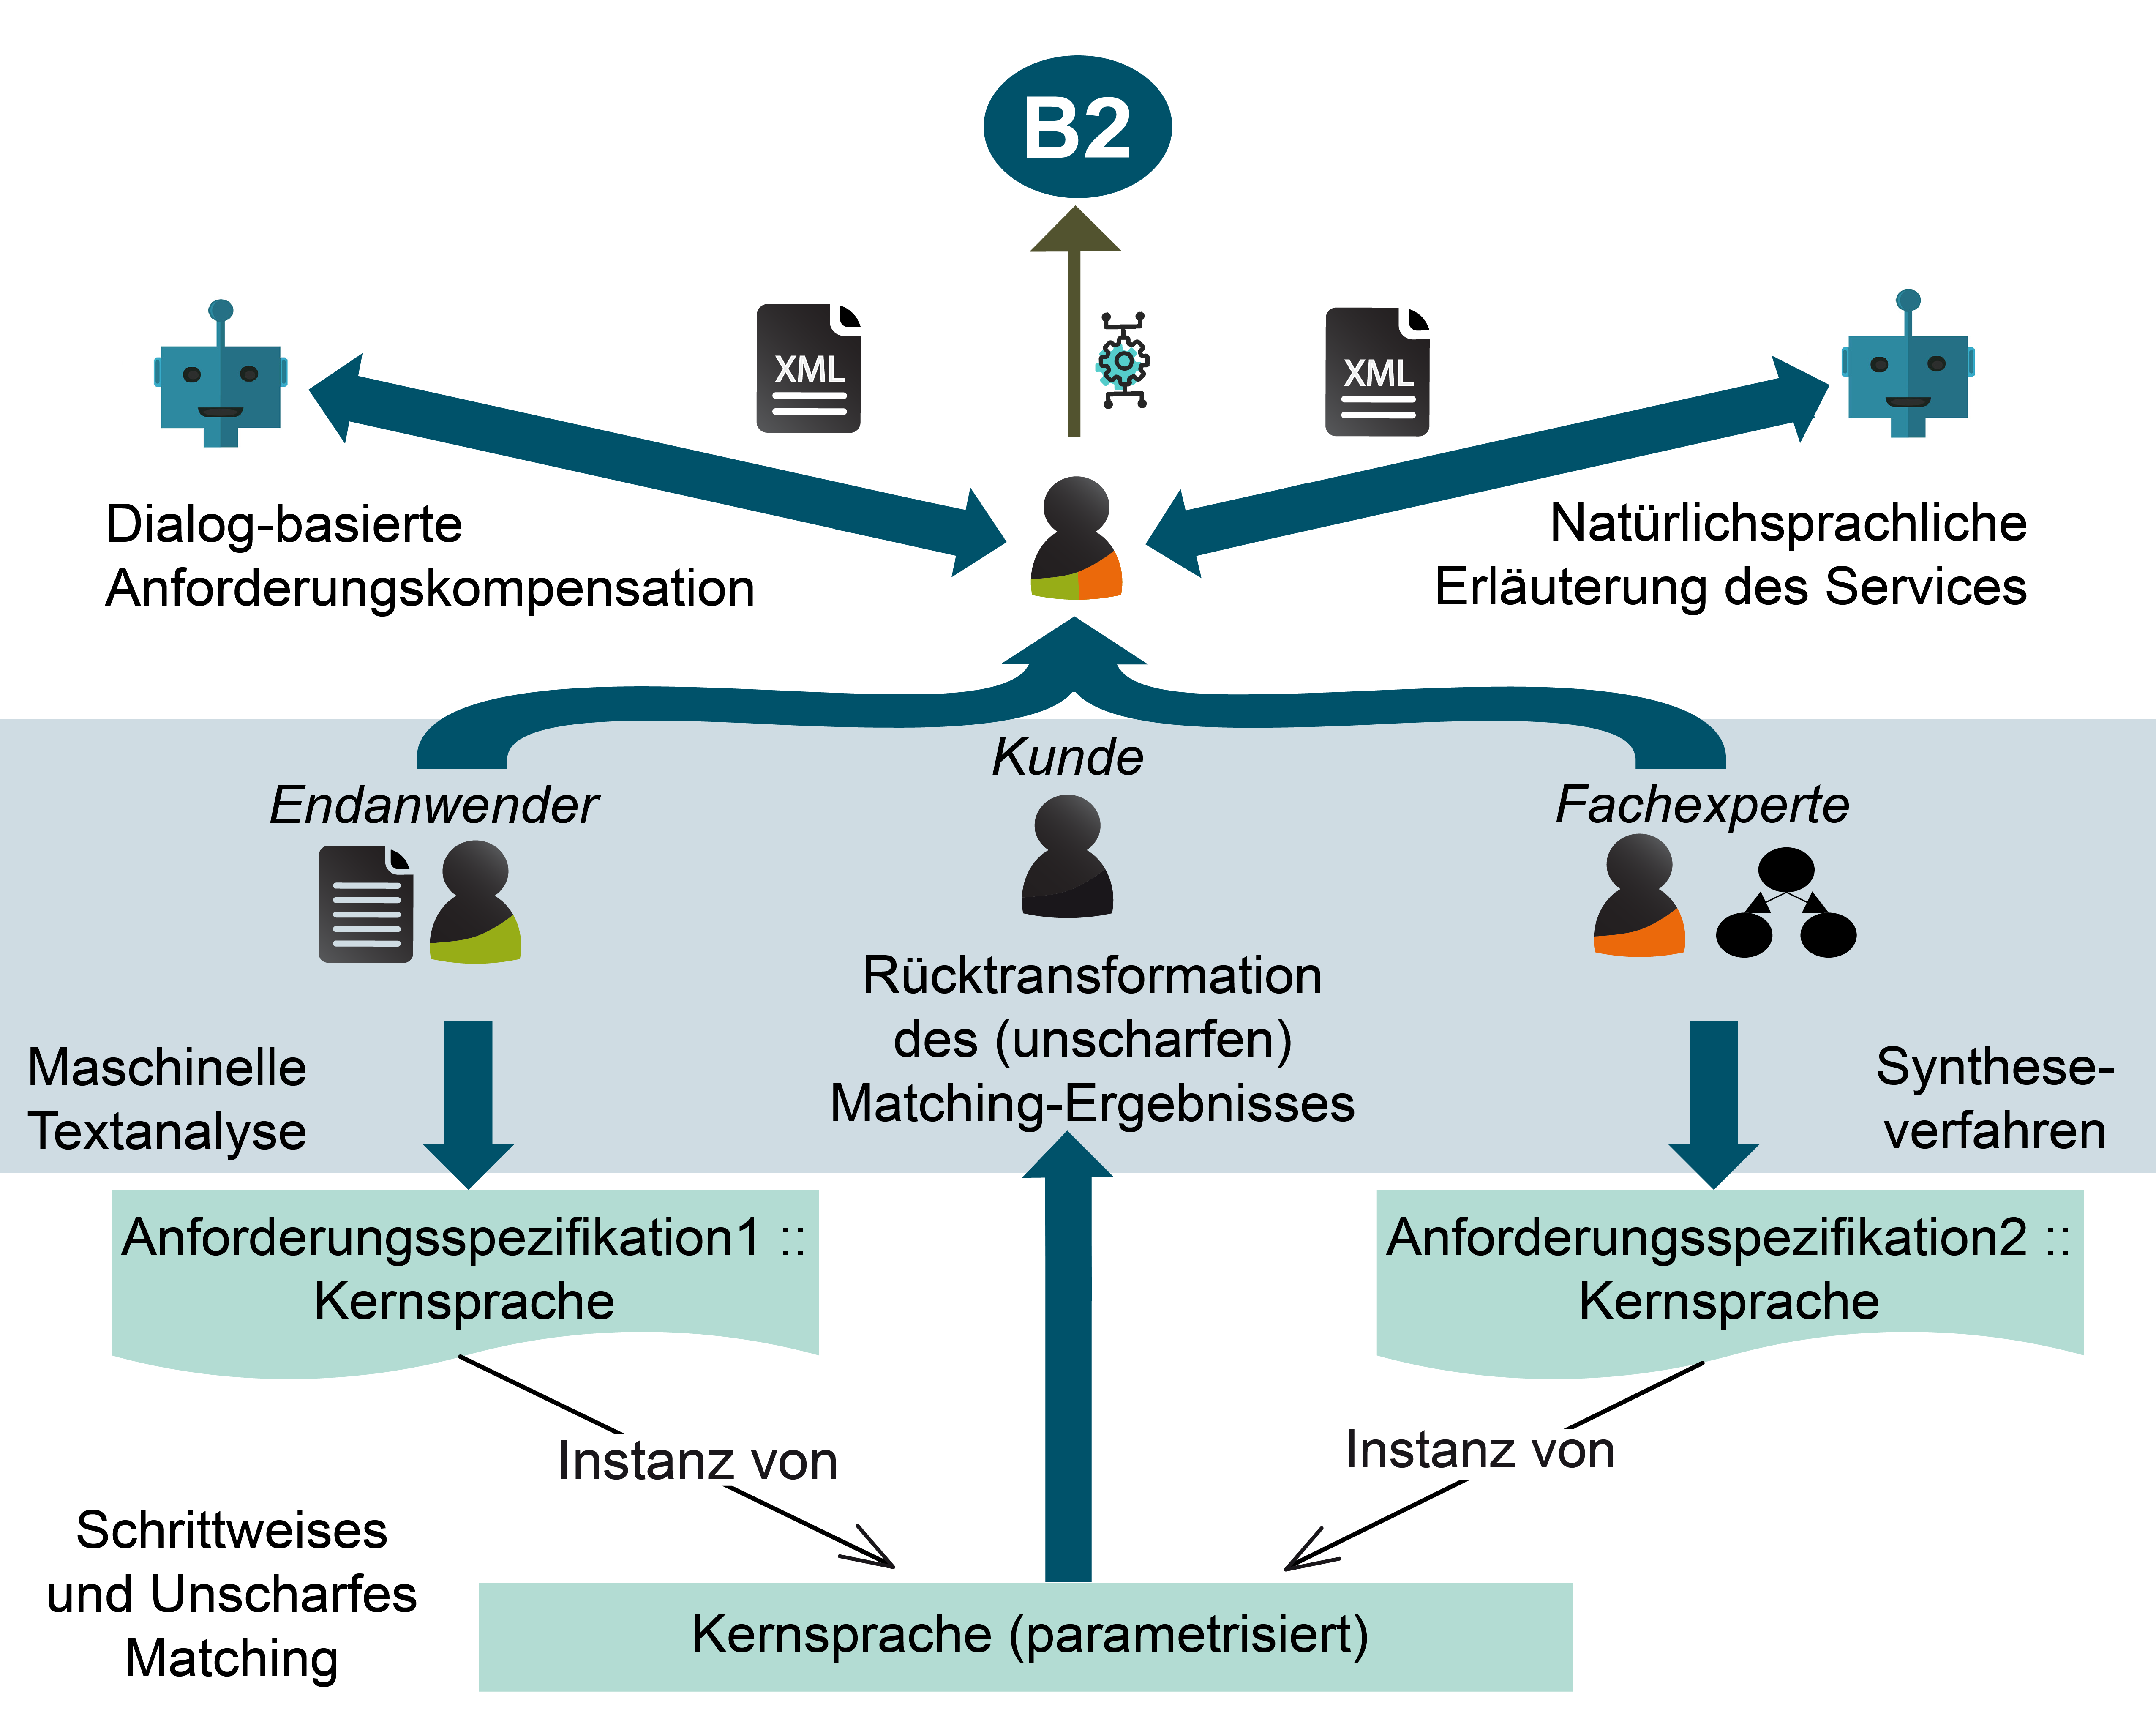 B2
XML
XML
Dialog-basierte
Anforderungskompensation
Natürlichsprachliche
Erläuterung des Services
Endanwender
Kunde
Fachexperte
Rücktransformation
des (unscharfen)
Matching-Ergebnisses
Maschinelle
Textanalyse
Synthese-
verfahren
Anforderungsspezifikation1 ::
Kernsprache
Anforderungsspezifikation2 ::
Kernsprache
Instanz von
Instanz von
Schrittweises
und Unscharfes
Matching
Kernsprache (parametrisiert)